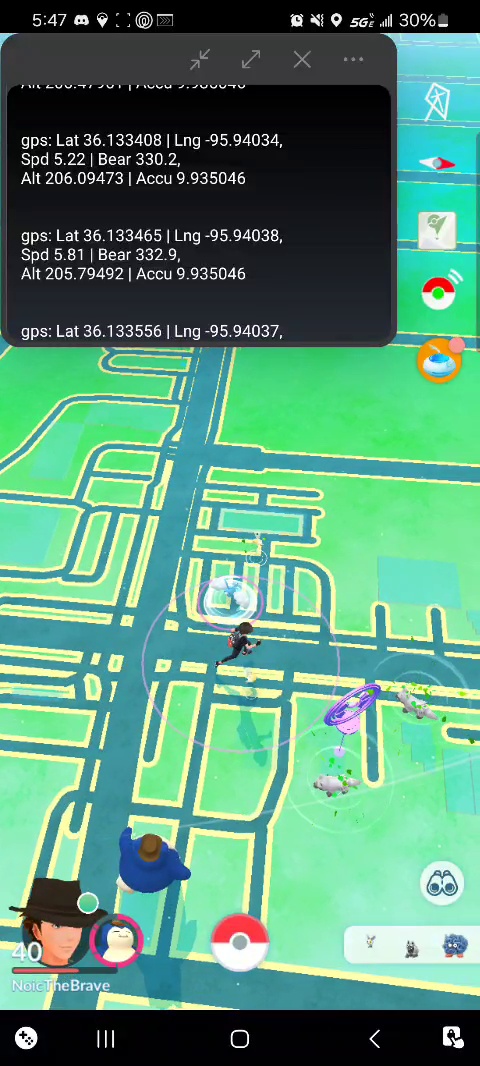 5:47
5G
30%
Alt 205.47961 | Accu 9.935046
gps: Lat 36.133408 | Lng -95.94034,
Spd 5.22 | Bear 330.2,
Alt 206.09473 | Accu 9.935046
gps: Lat 36.133465 | Lng -95.94038,
Spd 5.81 | Bear 332.9,
Alt 205.79492 | Accu 9.935046
gps: Lat 36.133556 | Lng -95.94037,
40
NoicTheBrave